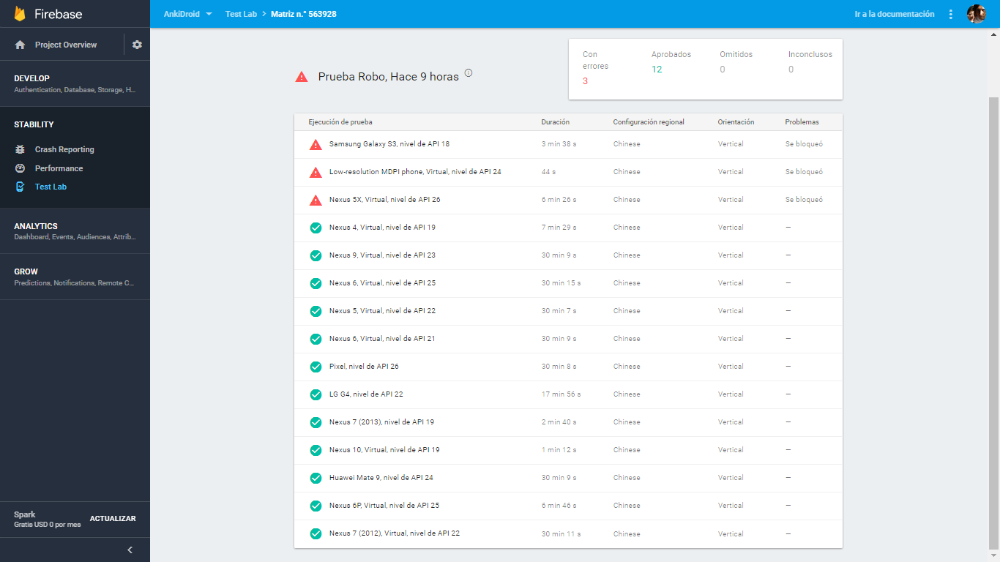 Firebase
AnkiDroid
Test Lab > Matriz n.° 563928
Ir a la documentación
Project Overview
DEVELOP
Authentication, Database, Storage, H...
STABILITY
Crash Reporting
Performance
Test Lab
ANALYTICS
Dashboard, Events, Audiences, Attrib...
GROW
Predictions, Notifications, Remote C...
Spark
Gratis USD 0 por mes
ACTUALIZAR
Prueba Robo, Hace 9 horas
Con errores 3
Aprobados 12
Omitidos 0
Inconclusos 0
Ejecución de prueba Duración Configuración regional Orientación Problemas
Samsung Galaxy S3, nivel de API 18 3 min 38 s Chinese Vertical Se bloqueó
Low-resolution MDPI phone, Virtual, nivel de API 24 44 s Chinese Vertical Se bloqueó
Nexus 5X, Virtual, nivel de API 26 6 min 26 s Chinese Vertical Se bloqueó
Nexus 4, Virtual, nivel de API 19 7 min 29 s Chinese Vertical —
Nexus 9, Virtual, nivel de API 23 30 min 9 s Chinese Vertical —
Nexus 6, Virtual, nivel de API 25 30 min 15 s Chinese Vertical —
Nexus 5, Virtual, nivel de API 22 30 min 7 s Chinese Vertical —
Nexus 6, Virtual, nivel de API 21 30 min 9 s Chinese Vertical —
Pixel, nivel de API 26 30 min 8 s Chinese Vertical —
LG G4, nivel de API 22 17 min 56 s Chinese Vertical —
Nexus 7 (2013), nivel de API 19 2 min 40 s Chinese Vertical —
Nexus 10, Virtual, nivel de API 19 1 min 12 s Chinese Vertical —
Huawei Mate 9, nivel de API 24 30 min 9 s Chinese Vertical —
Nexus 6P, Virtual, nivel de API 25 6 min 46 s Chinese Vertical —
Nexus 7 (2012), Virtual, nivel de API 22 30 min 11 s Chinese Vertical —